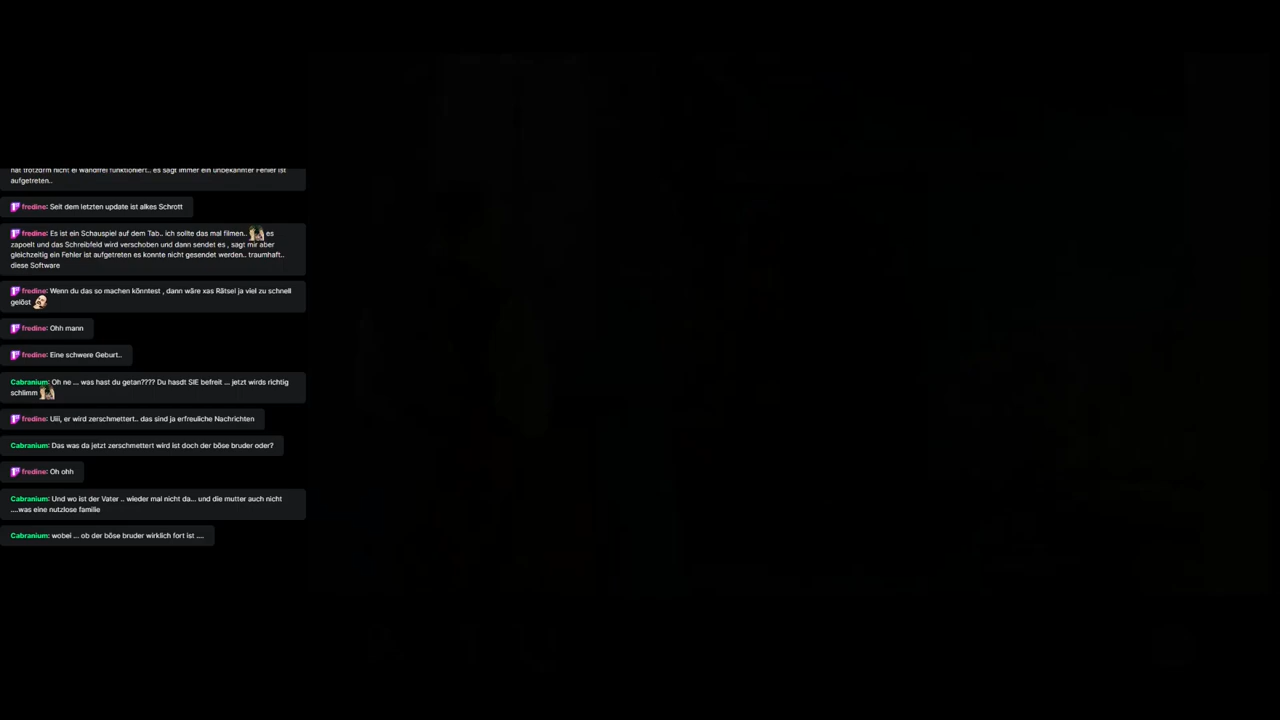 hat trotzdrm nicht ei wandfrei funktioniert.. es sagt immer ein unbekannter Fehler ist
aufgetreten..
fredine: Seit dem letzten update ist alkes Schrott
fredine: Es ist ein Schauspiel auf dem Tab.. ich sollte das mal filmen.. es
zapoelt und das Schreibfeld wird verschoben und dann sendet es , sagt mir aber
gleichzeitig ein Fehler ist aufgetreten es konnte nicht gesendet werden.. traumhaft..
diese Software
fredine: Wenn du das so machen könntest , dann wäre xas Rätsel ja viel zu schnell
gelöst
fredine: Ohh mann
fredine: Eine schwere Geburt..
Cabranium: Oh ne ... was hast du getan???? Du hasdt SIE befreit ... jetzt wirds richtig
schlimm
fredine: Uiii, er wird zerschmettert.. das sind ja erfreuliche Nachrichten
Cabranium: Das was da jetzt zerschmettert wird ist doch der böse bruder oder?
fredine: Oh ohh
Cabranium: Und wo ist der Vater .. wieder mal nicht da... und die mutter auch nicht
....was eine nutzlose familie
Cabranium: wobei ... ob der böse bruder wirklich fort ist ....